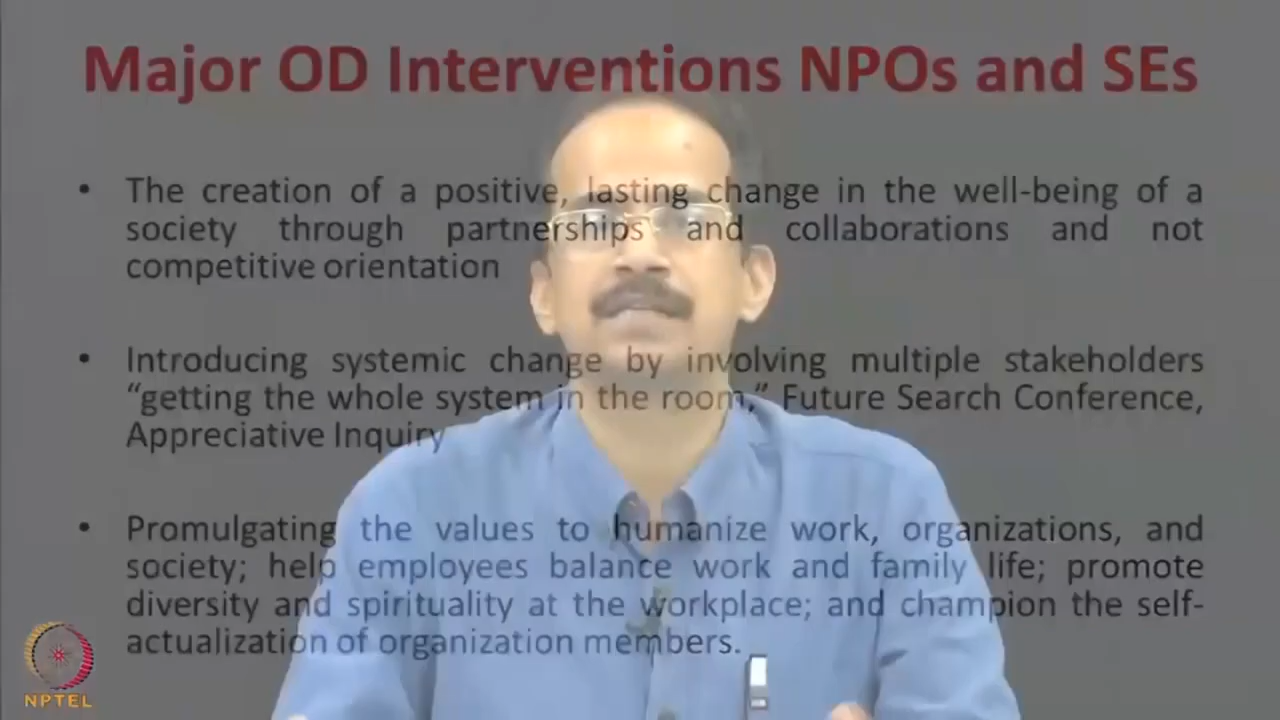 Major OD Interventions NPOs and SEs
• The creation of a positive, lasting change in the well-being of a
society through partnerships and collaborations and not
competitive orientation
• Introducing systemic change by involving multiple stakeholders
“getting the whole system in the room,” Future Search Conference,
Appreciative Inquiry
• Promulgating the values to humanize work, organizations, and
society; help employees balance work and family life; promote
diversity and spirituality at the workplace; and champion the self-
actualization of organization members.
NPTEL